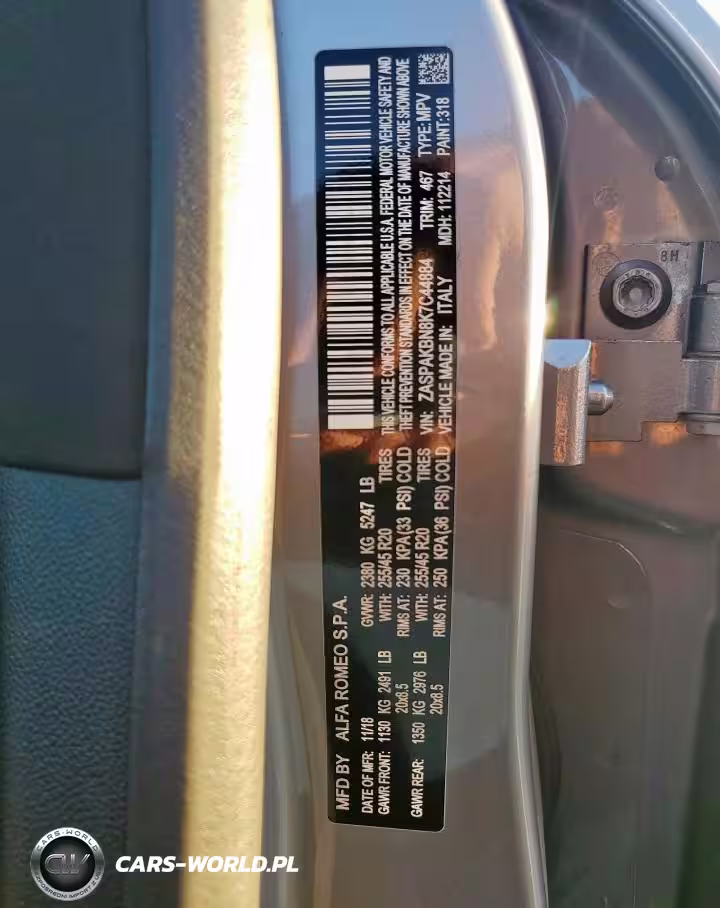 MFD BY ALFA ROMEO S.P.A.
DATE OF MFR: 11/18 GVWR: 2380 KG 5247 LB
GAWR FRONT: 1130 KG 2491 LB WITH: 255/45 R20 TIRES
20x8.5 RIMS AT: 230 KPA(33 PSI) COLD
GAWR REAR: 1350 KG 2976 LB WITH: 255/45 R20 TIRES
20x8.5 RIMS AT: 250 KPA(36 PSI) COLD
THIS VEHICLE CONFORMS TO ALL APPLICABLE U.S.A. FEDERAL MOTOR VEHICLE SAFETY AND
THEFT PREVENTION STANDARDS IN EFFECT ON THE DATE OF MANUFACTURE SHOWN ABOVE
VIN: ZASPAKBN8K7C44884 TRIM: 467 TYPE: MPV
VEHICLE MADE IN: ITALY MDH: 112214 PAINT: 318
8H
CARS-WORLD
CW
CARS-WORLD.PL